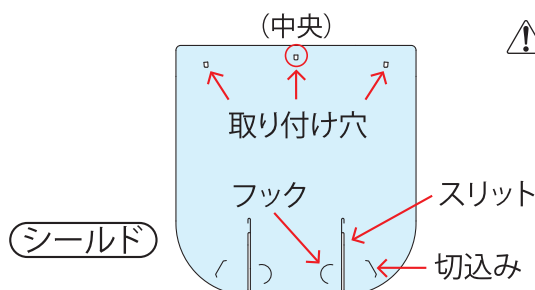 (中央)
取り付け穴
フック
スリット
シールド
切込み